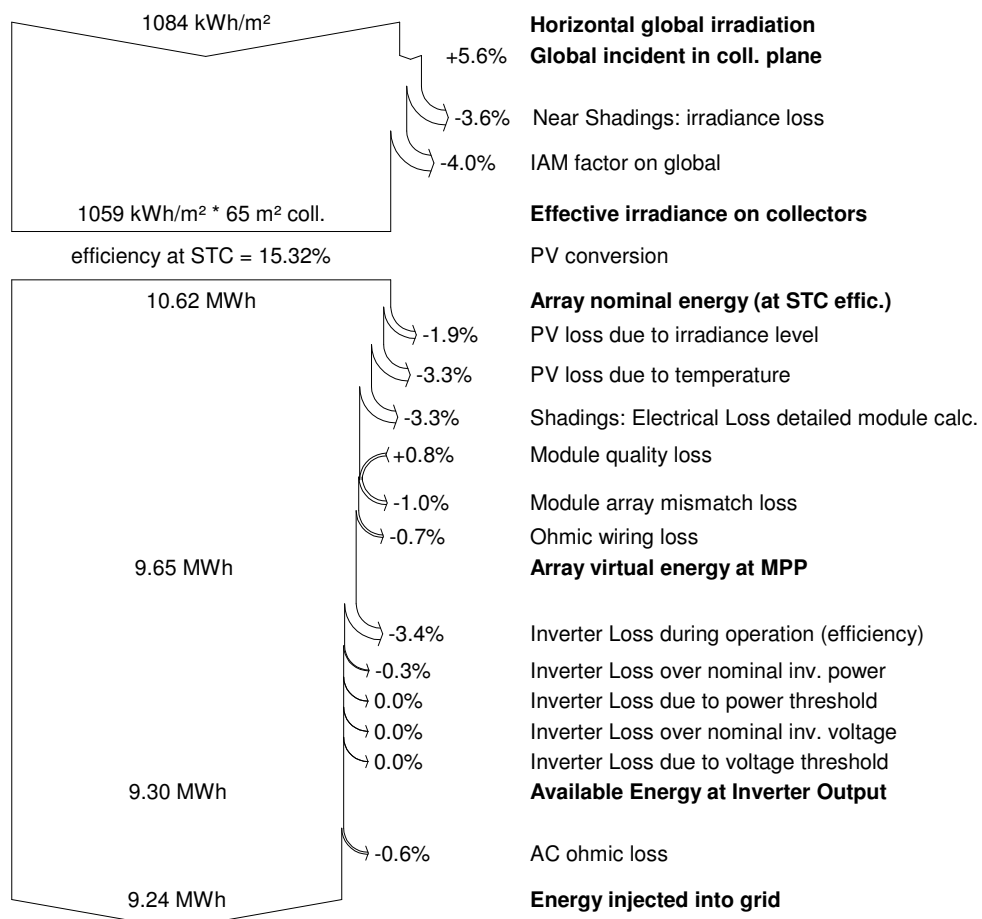 1084 kWh/m² Horizontal global irradiation
+5.6% Global incident in coll. plane
-3.6% Near Shadings: irradiance loss
-4.0% IAM factor on global
1059 kWh/m² * 65 m² coll. Effective irradiance on collectors
efficiency at STC = 15.32% PV conversion
10.62 MWh Array nominal energy (at STC effic.)
-1.9% PV loss due to irradiance level
-3.3% PV loss due to temperature
-3.3% Shadings: Electrical Loss detailed module calc.
+0.8% Module quality loss
-1.0% Module array mismatch loss
-0.7% Ohmic wiring loss
9.65 MWh Array virtual energy at MPP
-3.4% Inverter Loss during operation (efficiency)
-0.3% Inverter Loss over nominal inv. power
0.0% Inverter Loss due to power threshold
0.0% Inverter Loss over nominal inv. voltage
0.0% Inverter Loss due to voltage threshold
9.30 MWh Available Energy at Inverter Output
-0.6% AC ohmic loss
9.24 MWh Energy injected into grid